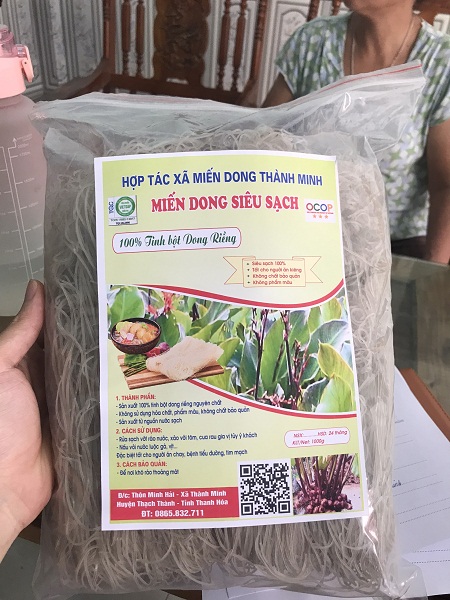 HỢP TÁC XÃ MIẾN DONG THÀNH MINH
MIẾN DONG SIÊU SẠCH
OCOP
100% Tinh bột Dong Riềng
Siêu sạch 100%
Tốt cho người ăn kiêng
Không chất bảo quản
Không phẩm màu
1. THÀNH PHẦN:
- Sản xuất 100% tinh bột dong riềng nguyên chất
- Không sử dụng hóa chất, phẩm màu, không chất bảo quản
- Sản xuất từ nguồn nước sạch
2. CÁCH SỬ DỤNG:
- Rửa sạch với ráo nước, xào với tôm, cua rau gia vị tùy ý khách
- Nấu với nước luộc gà, vịt...
Đặc biệt tốt cho người ăn chay, bệnh tiểu đường, tim mạch
3. CÁCH BẢO QUẢN:
- Để nơi khô ráo thoáng mát
NSX:............HSD: 24 tháng
KL/Net: 1000g
Đ/c: Thôn Minh Hải - Xã Thành Minh
Huyện Thạch Thành - Tỉnh Thanh Hóa
ĐT: 0865.832.711